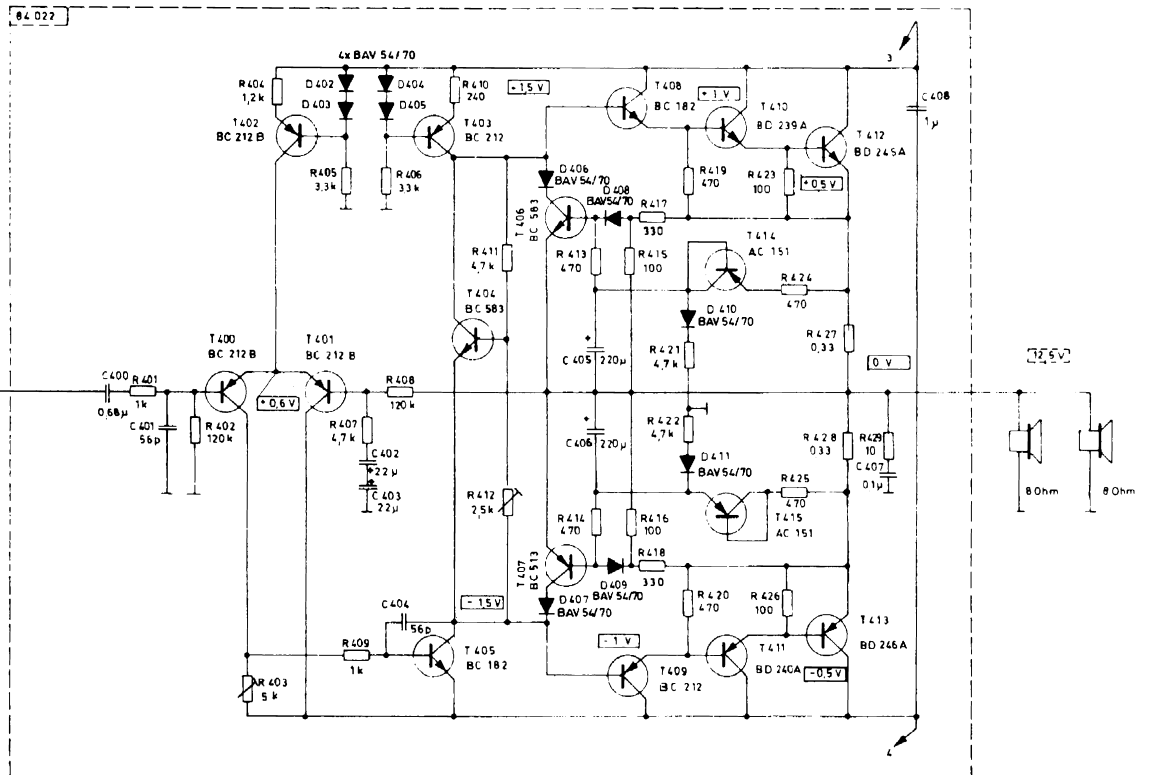 84 022
4x BAV 54/70
R 404
1,2 k
D 402
D 403
D 404
D 405
R 410
240
+1,5 V
T 402
BC 212 B
T 403
BC 212
R 405
3,3 k
R 406
3,3 k
T 408
BC 182
+1 V
T 410
BD 239A
T 412
BD 245A
3
C 408
1µ
D 406
BAV 54/70
D 408
BAV 54/70
T 406
BC 583
R 417
330
R 419
470
R 423
100
+0,5 V
R 411
4,7 k
R 413
470
R 415
100
T 414
AC 151
R 424
470
T 404
BC 583
D 410
BAV 54/70
R 421
4,7 k
R 427
0,33
C 405
220µ
0 V
12,5 V
T 400
BC 212 B
T 401
BC 212 B
C 400
0,68µ
R 401
1k
C 401
56p
R 402
120 k
+0,6 V
R 408
120 k
R 407
4,7 k
C 402
22 µ
C 403
22µ
R 412
2,5k
C 406
220µ
R 422
4,7 k
D 411
BAV 54/70
R 428
0,33
R 429
10
C 407
0,1µ
8 Ohm
8 Ohm
R 425
470
T 415
AC 151
R 414
470
R 416
100
T 407
BC 513
D 409
BAV 54/70
R 418
330
D 407
BAV 54/70
-1,5 V
C 404
56p
R 409
1k
T 405
BC 182
R 403
5 k
R 420
470
R 426
100
-1 V
T 409
BC 212
T 411
BD 240A
T 413
BD 246 A
-0,5 V
4